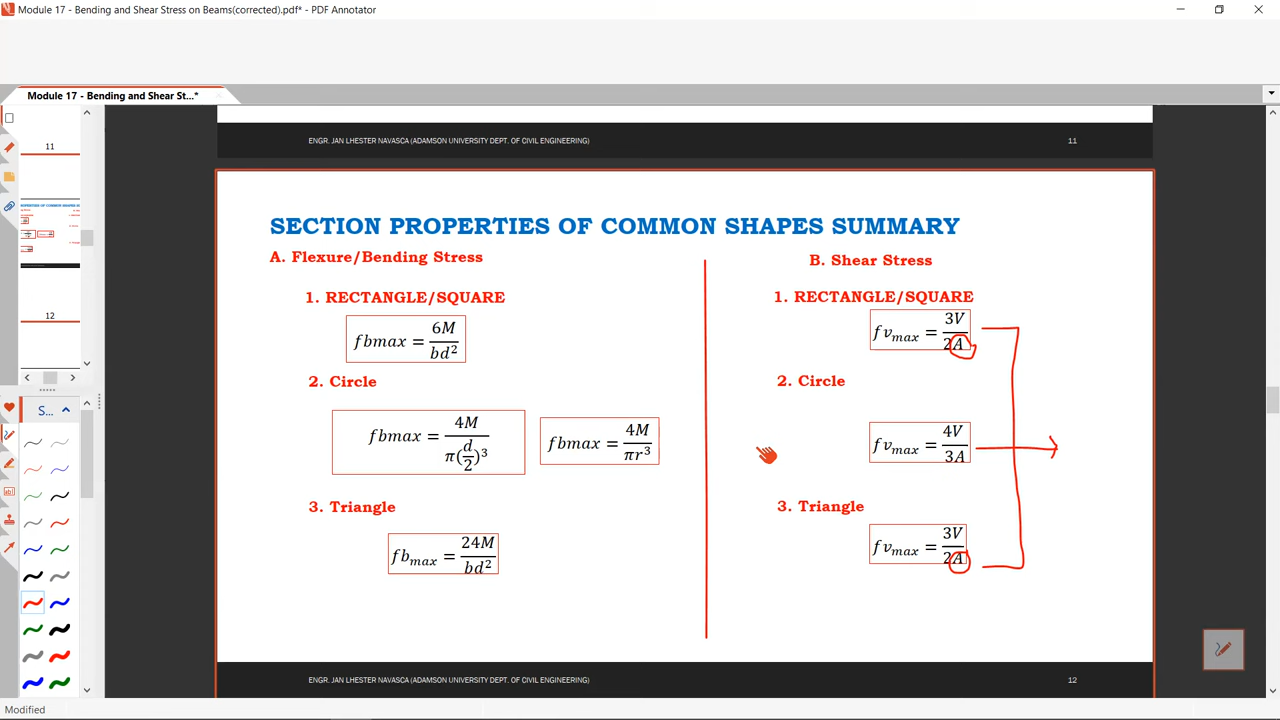 Module 17 - Bending and Shear Stress on Beams(corrected).pdf* - PDF Annotator
Module 17 - Bending and Shear St...*
11
12
S...
ENGR. JAN LHESTER NAVASCA (ADAMSON UNIVERSITY DEPT. OF CIVIL ENGINEERING) 11
SECTION PROPERTIES OF COMMON SHAPES SUMMARY
A. Flexure/Bending Stress
1. RECTANGLE/SQUARE
fbmax = 6M/bd²
2. Circle
fbmax = 4M/π(d/2)³
fbmax = 4M/πr³
3. Triangle
fb_max = 24M/bd²
B. Shear Stress
1. RECTANGLE/SQUARE
fv_max = 3V/2A
2. Circle
fv_max = 4V/3A
3. Triangle
fv_max = 3V/2A
ENGR. JAN LHESTER NAVASCA (ADAMSON UNIVERSITY DEPT. OF CIVIL ENGINEERING) 12
Modified